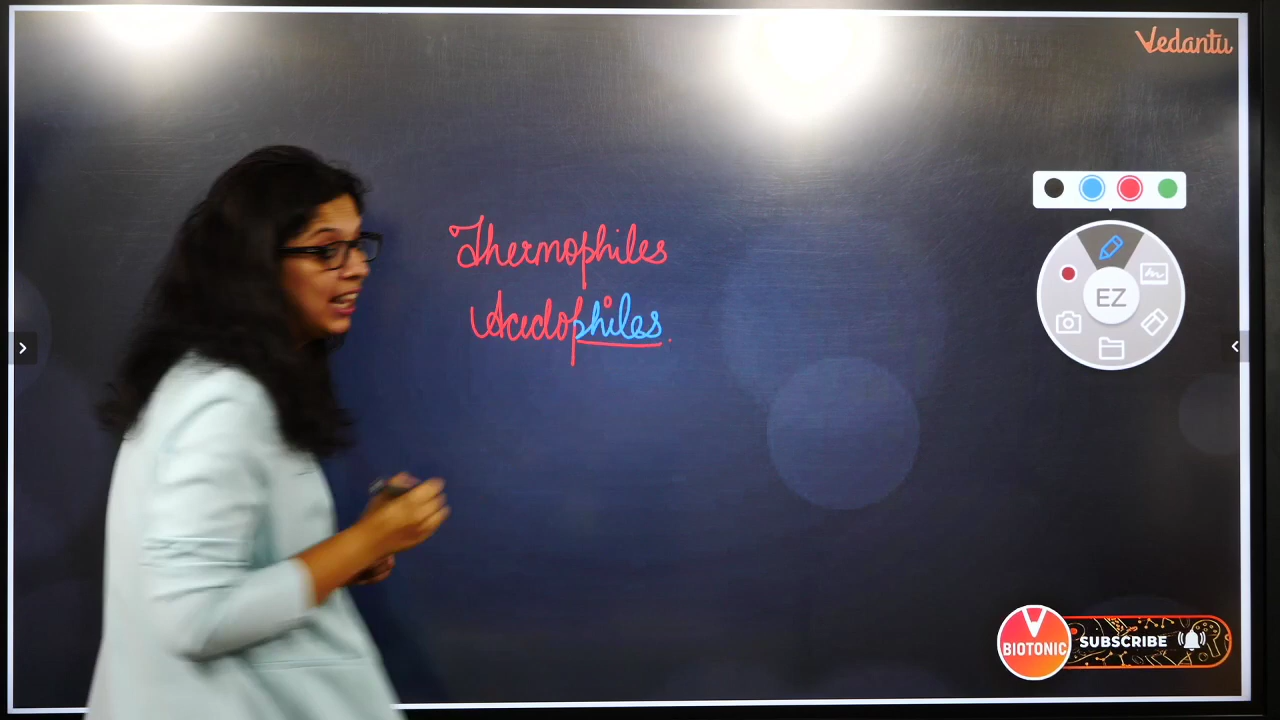 Vedantu
Thermophiles
Acidophiles.
EZ
BIOTONIC SUBSCRIBE